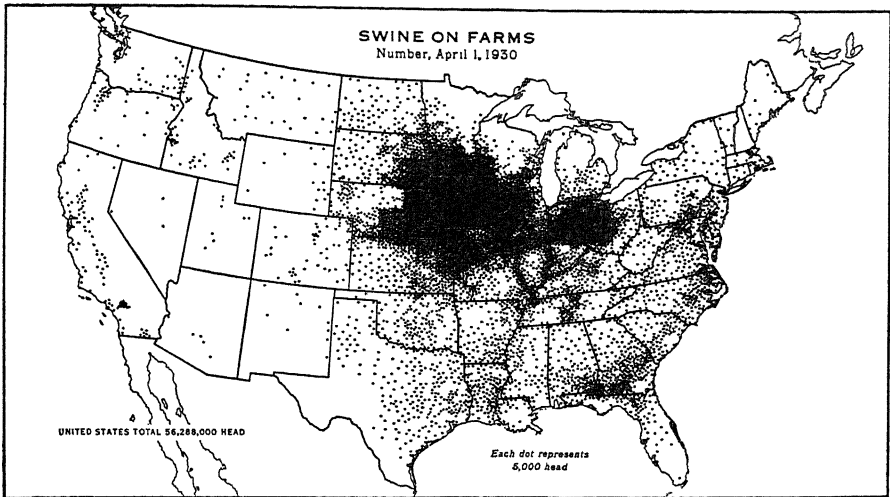 SWINE ON FARMS
Number, April 1, 1930
UNITED STATES TOTAL 56,288,000 HEAD
Each dot represents
5,000 head